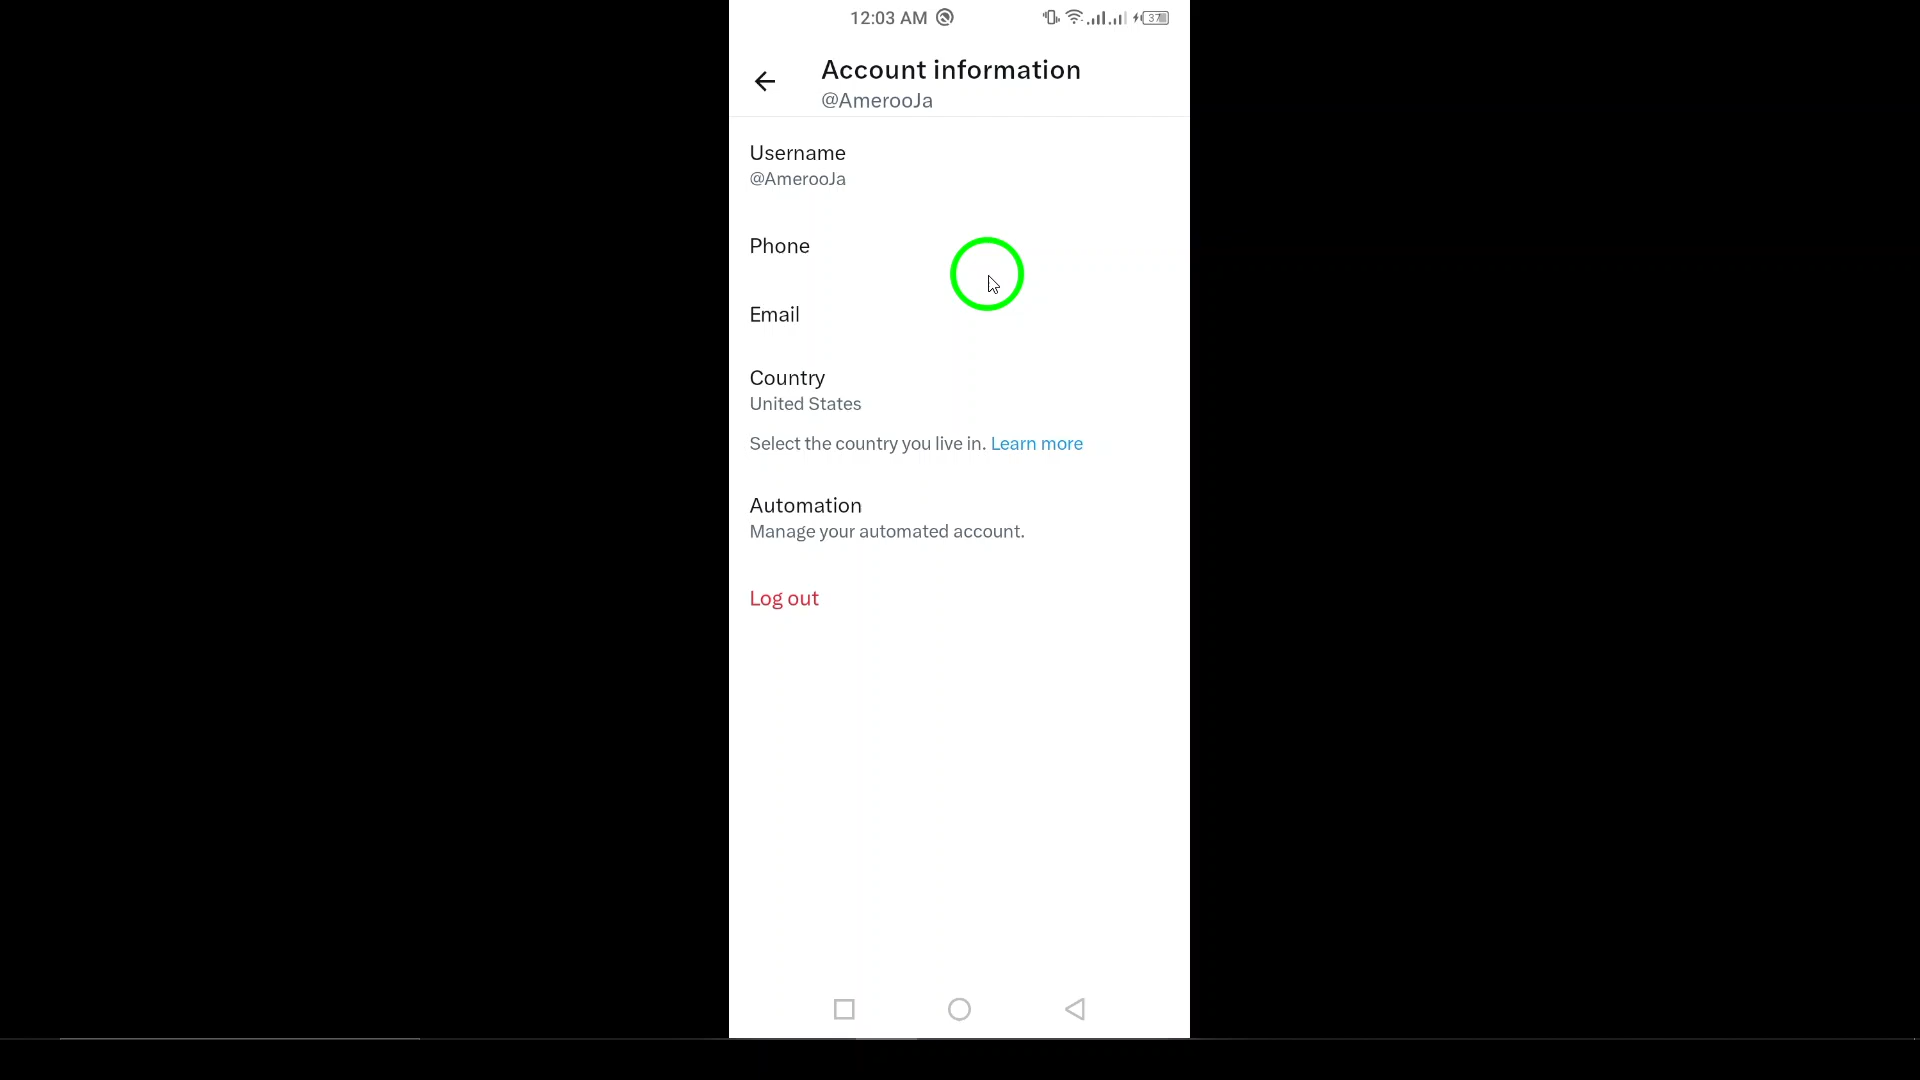 12:03 AM 37
Account information
@AmerooJa
Username
@AmerooJa
Phone
Email
Country
United States
Select the country you live in. Learn more
Automation
Manage your automated account.
Log out